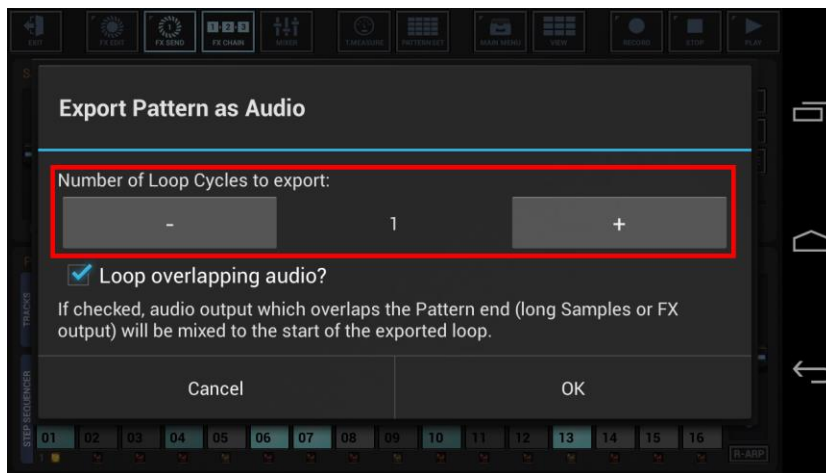 EXIT
FX EDIT
FX SEND
1-2-3
FX CHAIN
MIXER
T.MEASURE
PATTERN SET
MAIN MENU
VIEW
RECORD
STOP
PLAY
Export Pattern as Audio
Number of Loop Cycles to export:
- 1 +
Loop overlapping audio?
If checked, audio output which overlaps the Pattern end (long Samples or FX
output) will be mixed to the start of the exported loop.
Cancel OK
TRACKS
STEP SEQUENCER
01 02 03 04 05 06 07 08 09 10 11 12 13 14 15 16
R-ARP